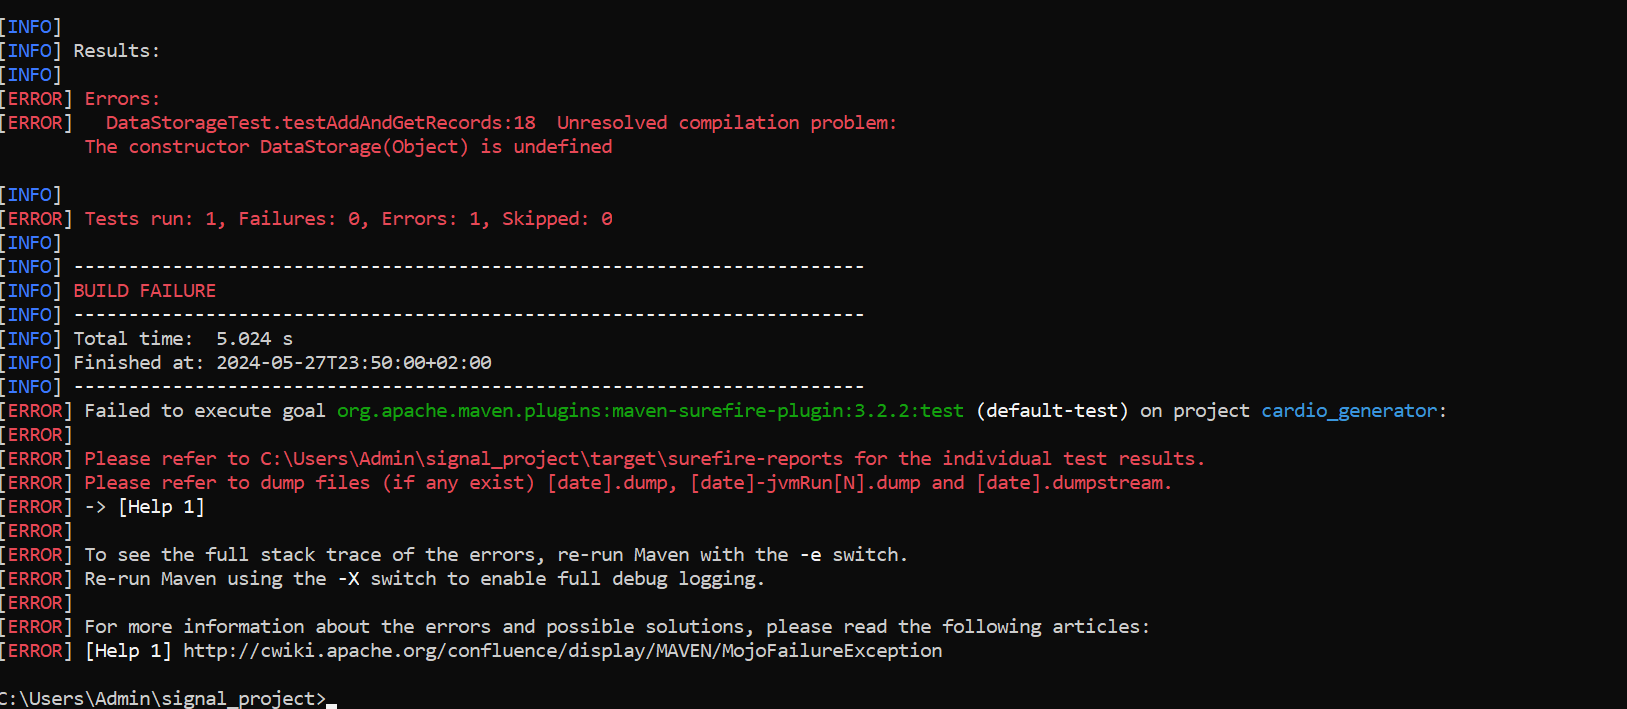 [INFO]
[INFO] Results:
[INFO]
[ERROR] Errors:
[ERROR]   DataStorageTest.testAddAndGetRecords:18  Unresolved compilation problem:
        The constructor DataStorage(Object) is undefined
[INFO]
[ERROR] Tests run: 1, Failures: 0, Errors: 1, Skipped: 0
[INFO]
[INFO] ------------------------------------------------------------------------
[INFO] BUILD FAILURE
[INFO] ------------------------------------------------------------------------
[INFO] Total time:  5.024 s
[INFO] Finished at: 2024-05-27T23:50:00+02:00
[INFO] ------------------------------------------------------------------------
[ERROR] Failed to execute goal org.apache.maven.plugins:maven-surefire-plugin:3.2.2:test (default-test) on project cardio_generator:
[ERROR]
[ERROR] Please refer to C:\Users\Admin\signal_project\target\surefire-reports for the individual test results.
[ERROR] Please refer to dump files (if any exist) [date].dump, [date]-jvmRun[N].dump and [date].dumpstream.
[ERROR] -> [Help 1]
[ERROR]
[ERROR] To see the full stack trace of the errors, re-run Maven with the -e switch.
[ERROR] Re-run Maven using the -X switch to enable full debug logging.
[ERROR]
[ERROR] For more information about the errors and possible solutions, please read the following articles:
[ERROR] [Help 1] http://cwiki.apache.org/confluence/display/MAVEN/MojoFailureException
C:\Users\Admin\signal_project>